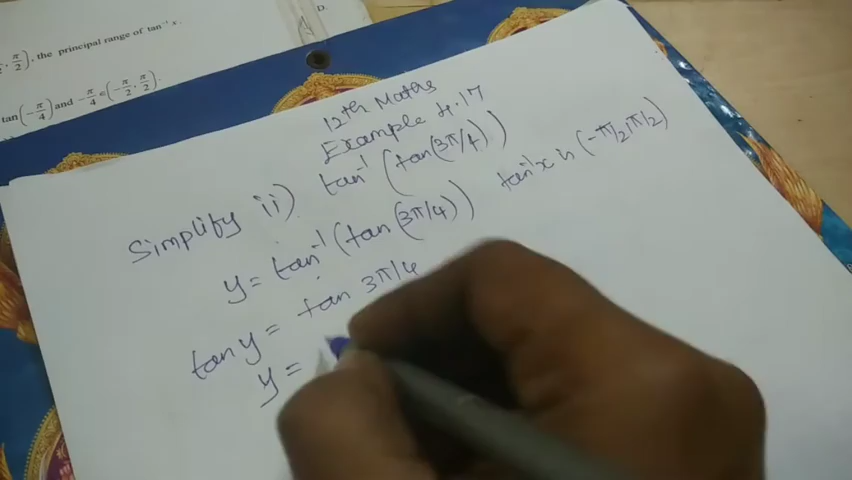 D.
π/2), the principal range of tan⁻¹ x.
tan(-π/4) and -π/4 ∈ (-π/2, π/2).
12th Maths
Example 4.17
Simplify ii) tan⁻¹ (tan(3π/4))
y = tan⁻¹ (tan (3π/4)) tan⁻¹x is (-π/2 π/2)
tan y = tan 3π/4
y =